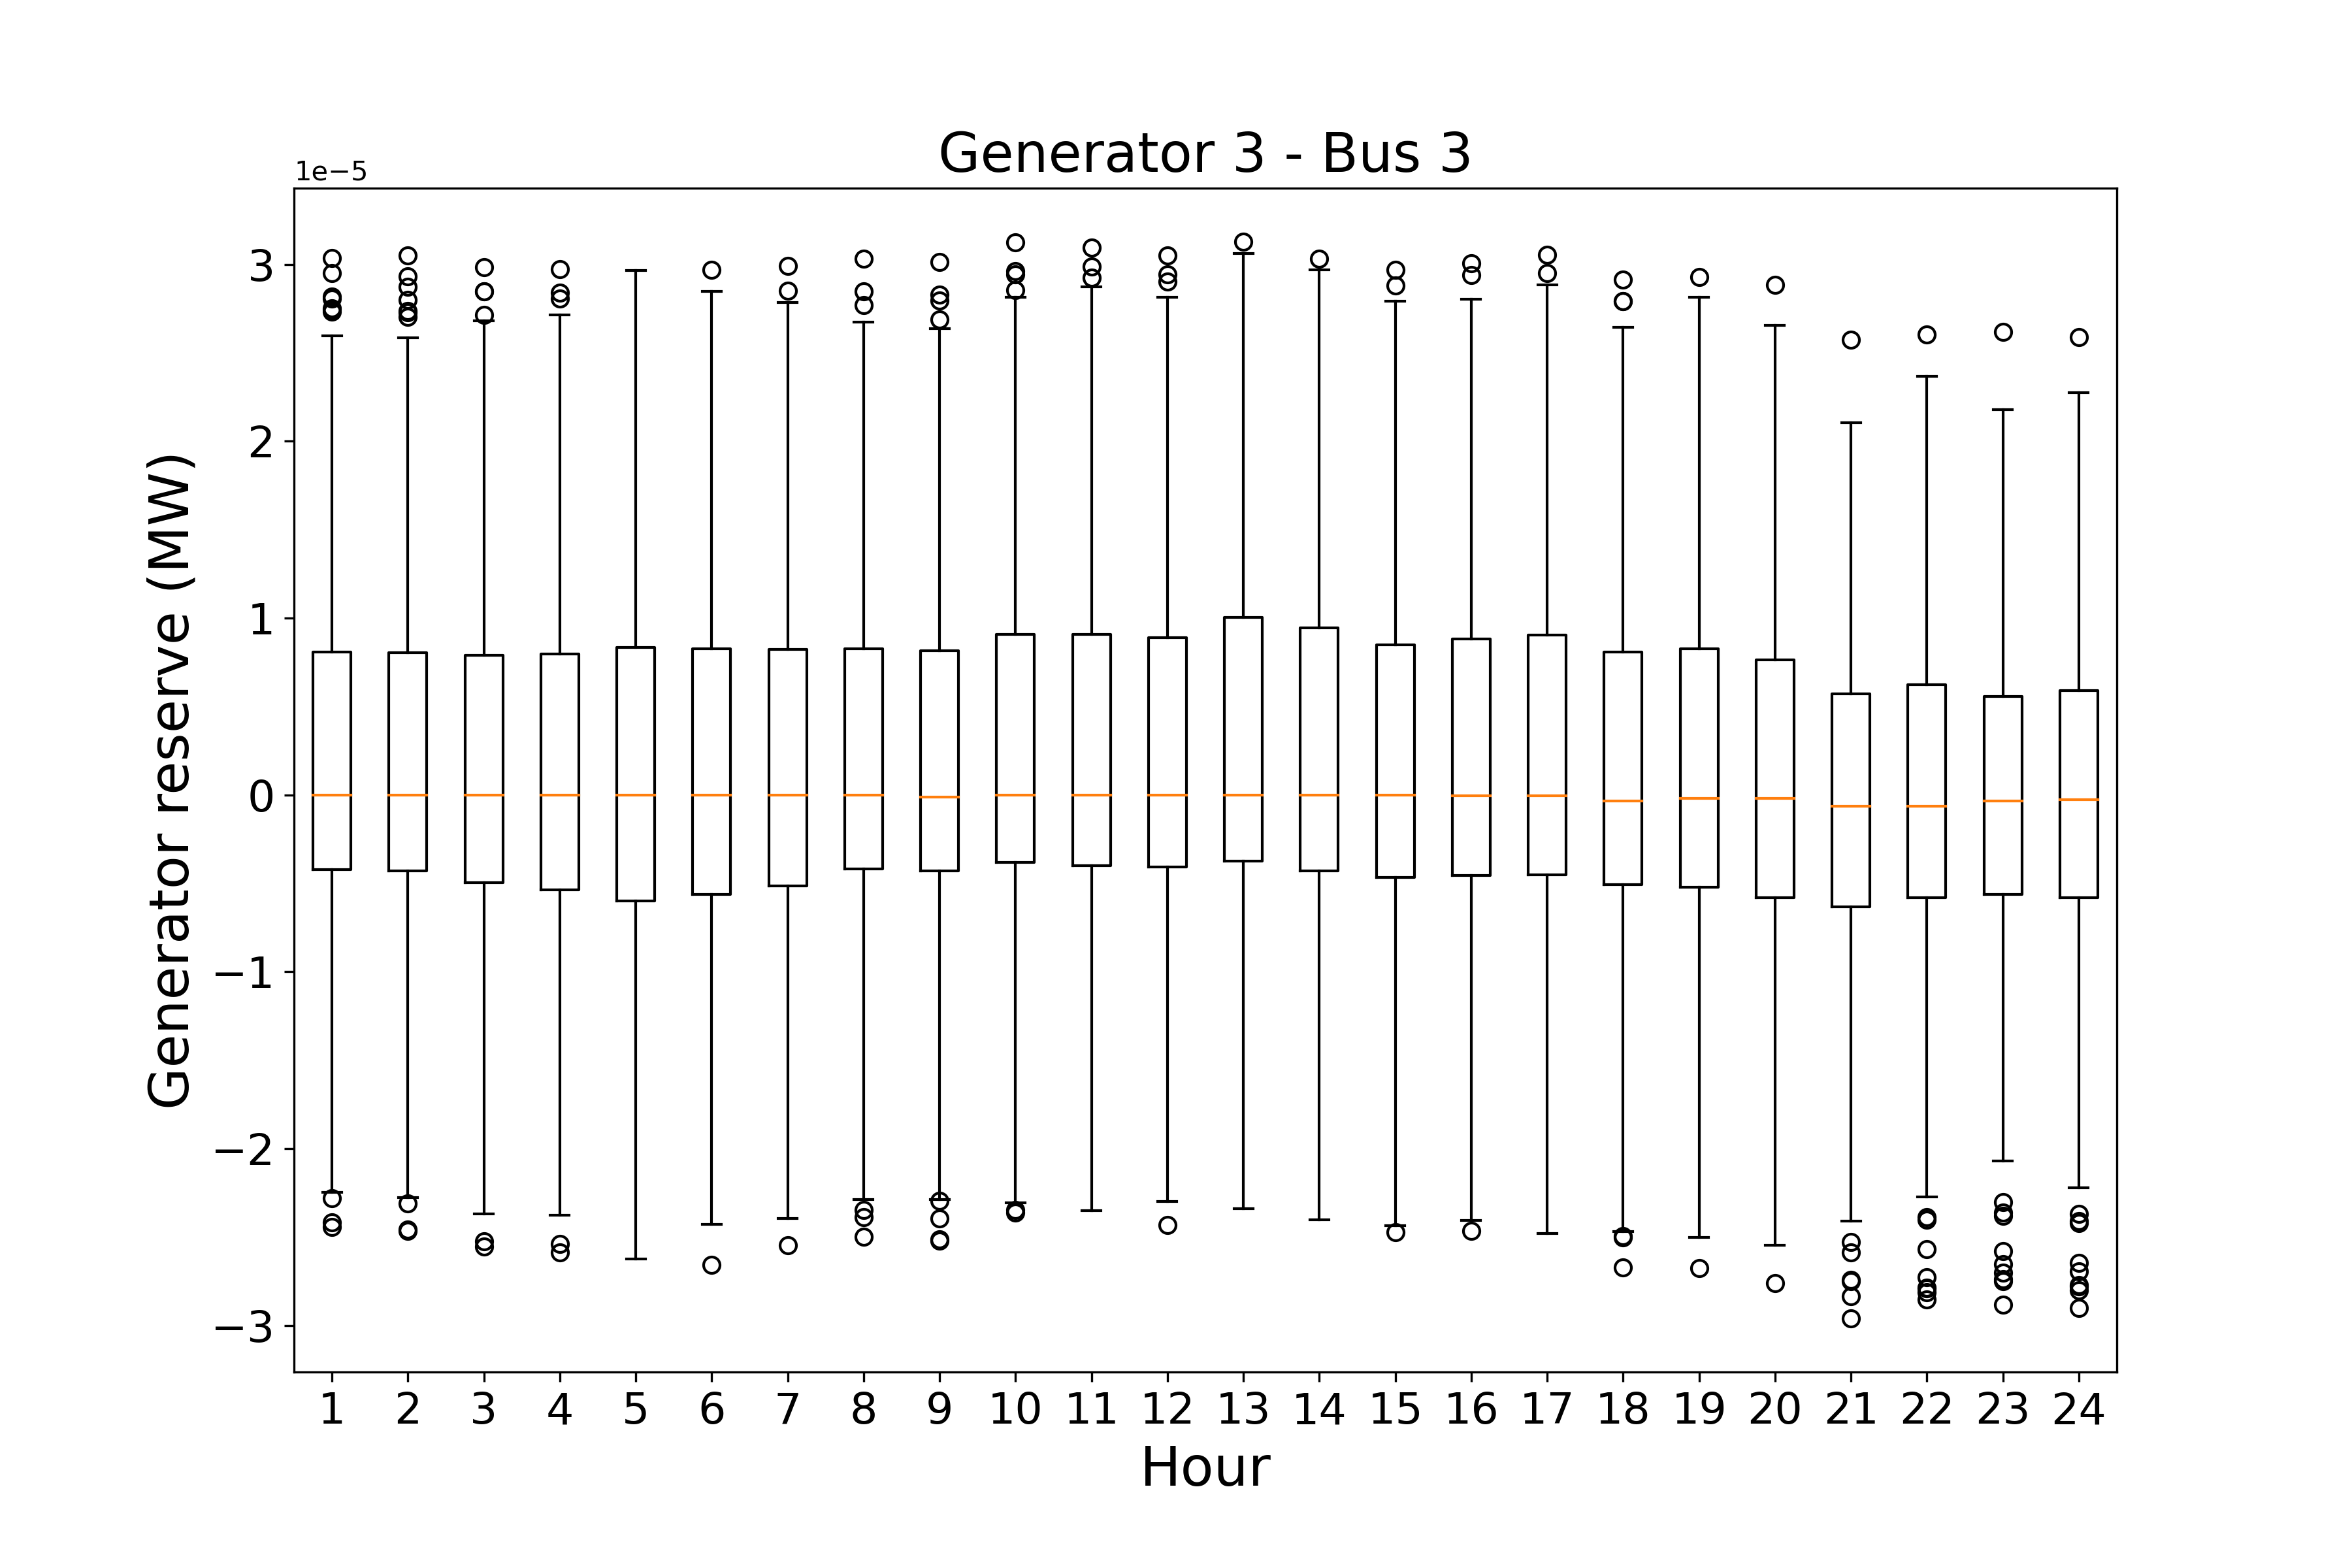 Generator 3 - Bus 3
1e−5
3
2
1
0
−1
−2
−3
Generator reserve (MW)
1 2 3 4 5 6 7 8 9 10 11 12 13 14 15 16 17 18 19 20 21 22 23 24
Hour